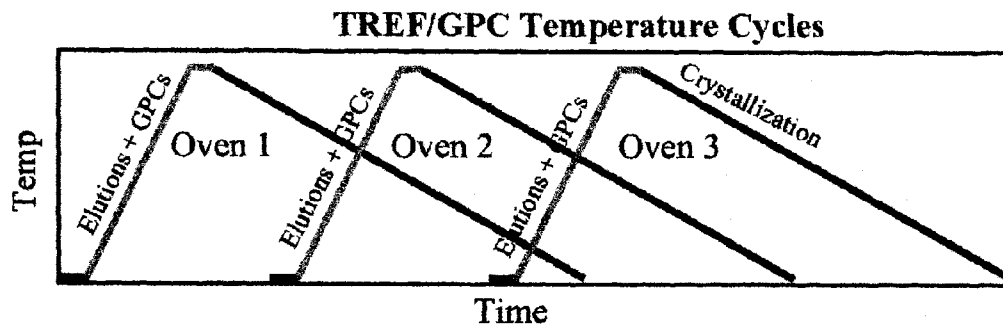 TREF/GPC Temperature Cycles
Temp
Elutions + GPCs
Oven 1
Elutions + GPCs
Oven 2
Elutions + GPCs
Oven 3
Crystallization
Time